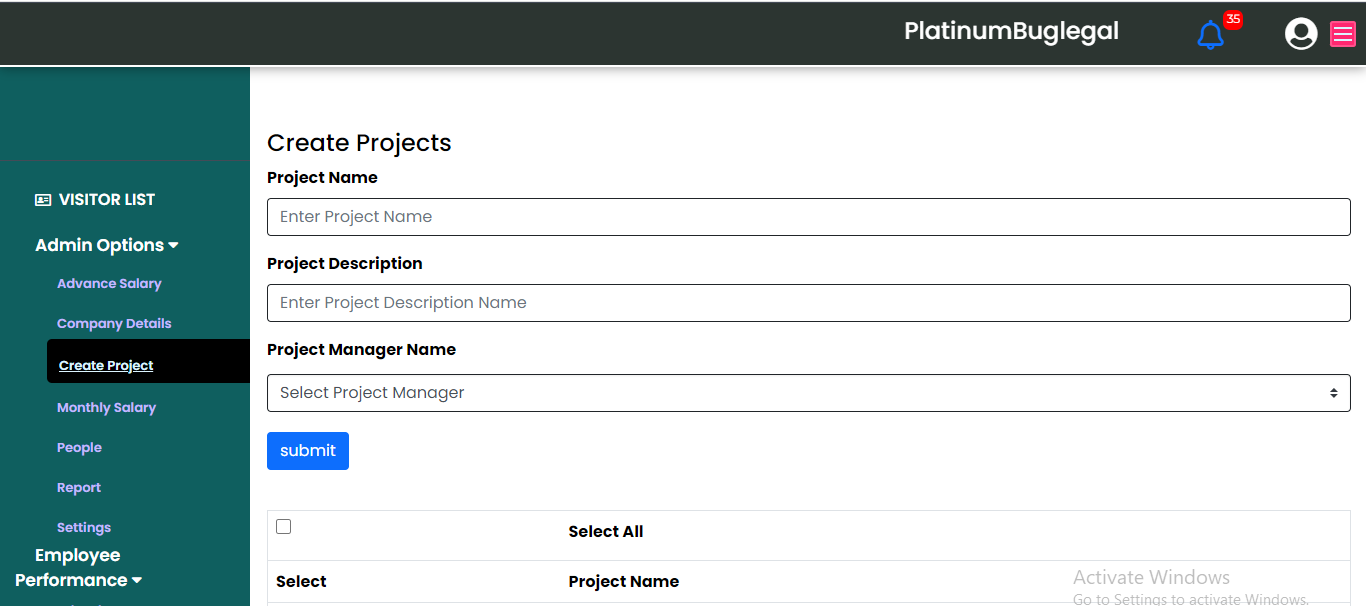 PlatinumBuglegal
35
VISITOR LIST
Admin Options
Advance Salary
Company Details
Create Project
Monthly Salary
People
Report
Settings
Employee
Performance
Create Projects
Project Name
Enter Project Name
Project Description
Enter Project Description Name
Project Manager Name
Select Project Manager
submit
Select All
Select Project Name
Activate Windows
Go to Settings to activate Windows.